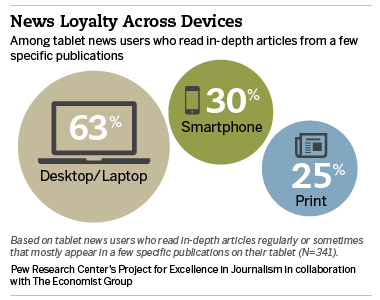 News Loyalty Across Devices
Among tablet news users who read in-depth articles from a few
specific publications
63%
Desktop/Laptop
30%
Smartphone
25%
Print
Based on tablet news users who read in-depth articles regularly or sometimes
that mostly appear in a few specific publications on their tablet (N=341).
Pew Research Center's Project for Excellence in Journalism in collaboration
with The Economist Group